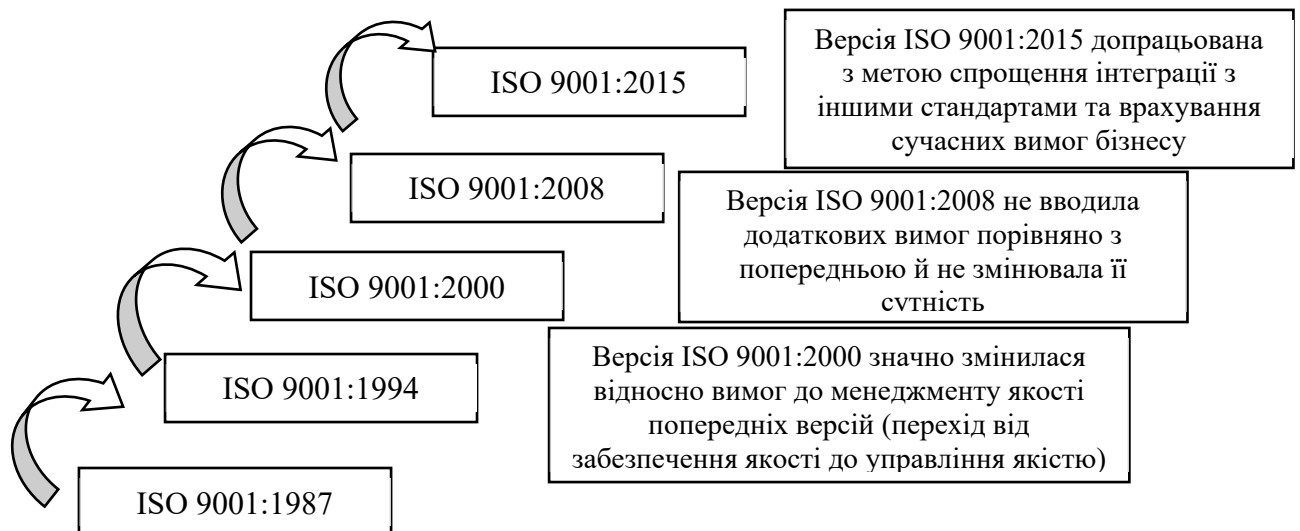 ISO 9001:2015
Версія ISO 9001:2015 допрацьована
з метою спрощення інтеграції з
іншими стандартами та врахування
сучасних вимог бізнесу
ISO 9001:2008
Версія ISO 9001:2008 не вводила
додаткових вимог порівняно з
попередньою й не змінювала її
сутність
ISO 9001:2000
Версія ISO 9001:2000 значно змінилася
відносно вимог до менеджменту якості
попередніх версій (перехід від
забезпечення якості до управління якістю)
ISO 9001:1994
ISO 9001:1987